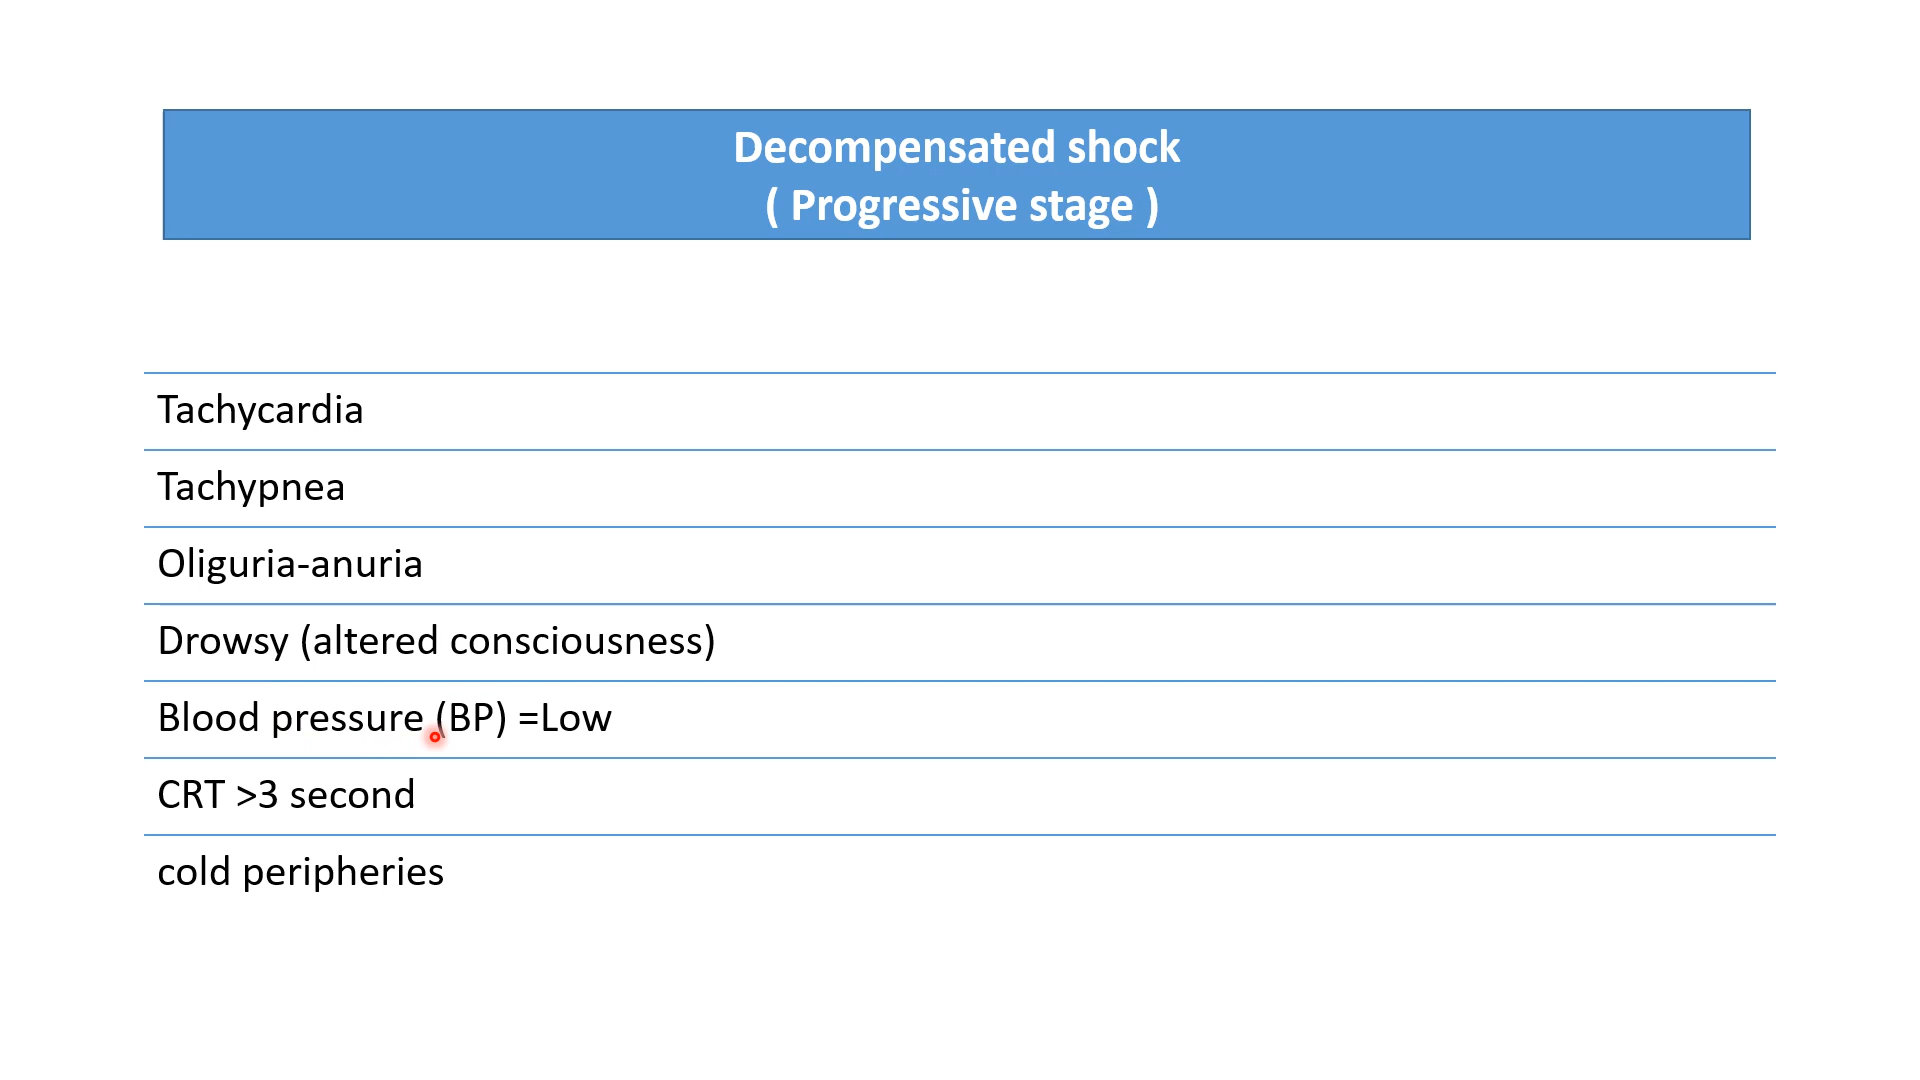 Decompensated shock
( Progressive stage )
Tachycardia
Tachypnea
Oliguria-anuria
Drowsy (altered consciousness)
Blood pressure (BP) =Low
CRT >3 second
cold peripheries